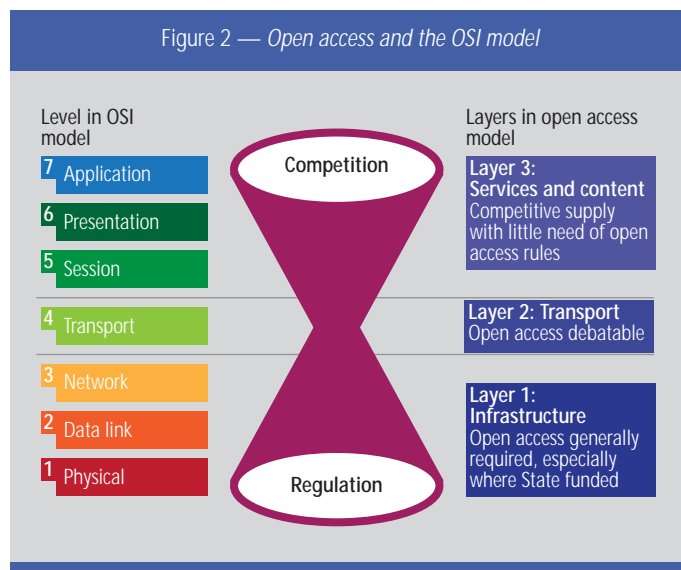 Figure 2 — Open access and the OSI model
Level in OSI
model
7 Application
6 Presentation
5 Session
4 Transport
3 Network
2 Data link
1 Physical
Competition
Regulation
Layers in open access
model
Layer 3:
Services and content
Competitive supply
with little need of open
access rules
Layer 2: Transport
Open access debatable
Layer 1:
Infrastructure
Open access generally
required, especially
where State funded